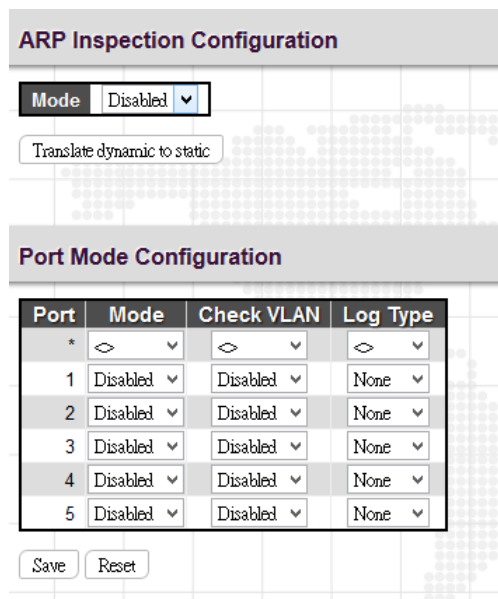 ARP Inspection Configuration
Mode Disabled
Translate dynamic to static
Port Mode Configuration
Port Mode Check VLAN Log Type
* <> <> <>
1 Disabled Disabled None
2 Disabled Disabled None
3 Disabled Disabled None
4 Disabled Disabled None
5 Disabled Disabled None
Save Reset